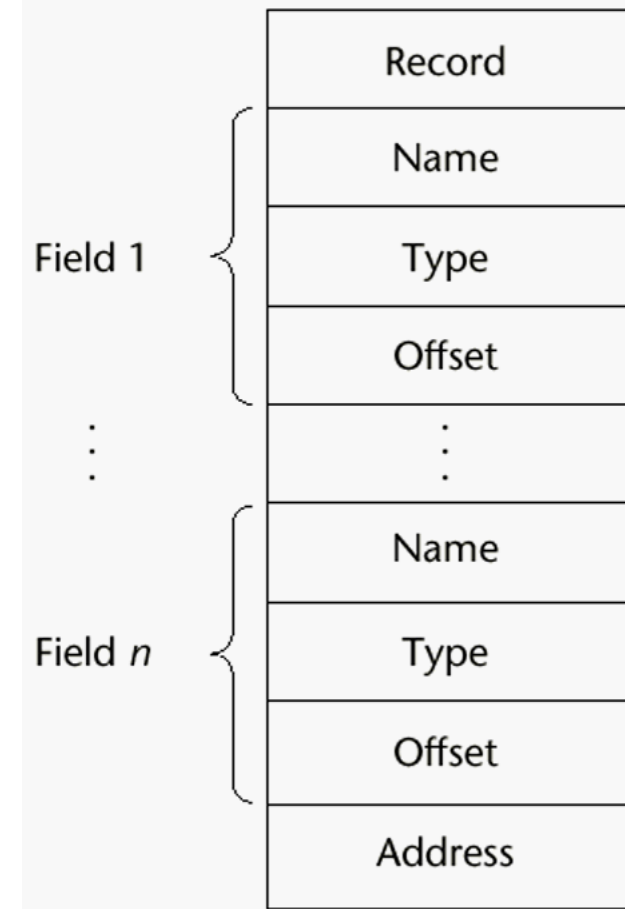 Record
Name
Field 1
Type
Offset
⋮ ⋮
Name
Field n
Type
Offset
Address